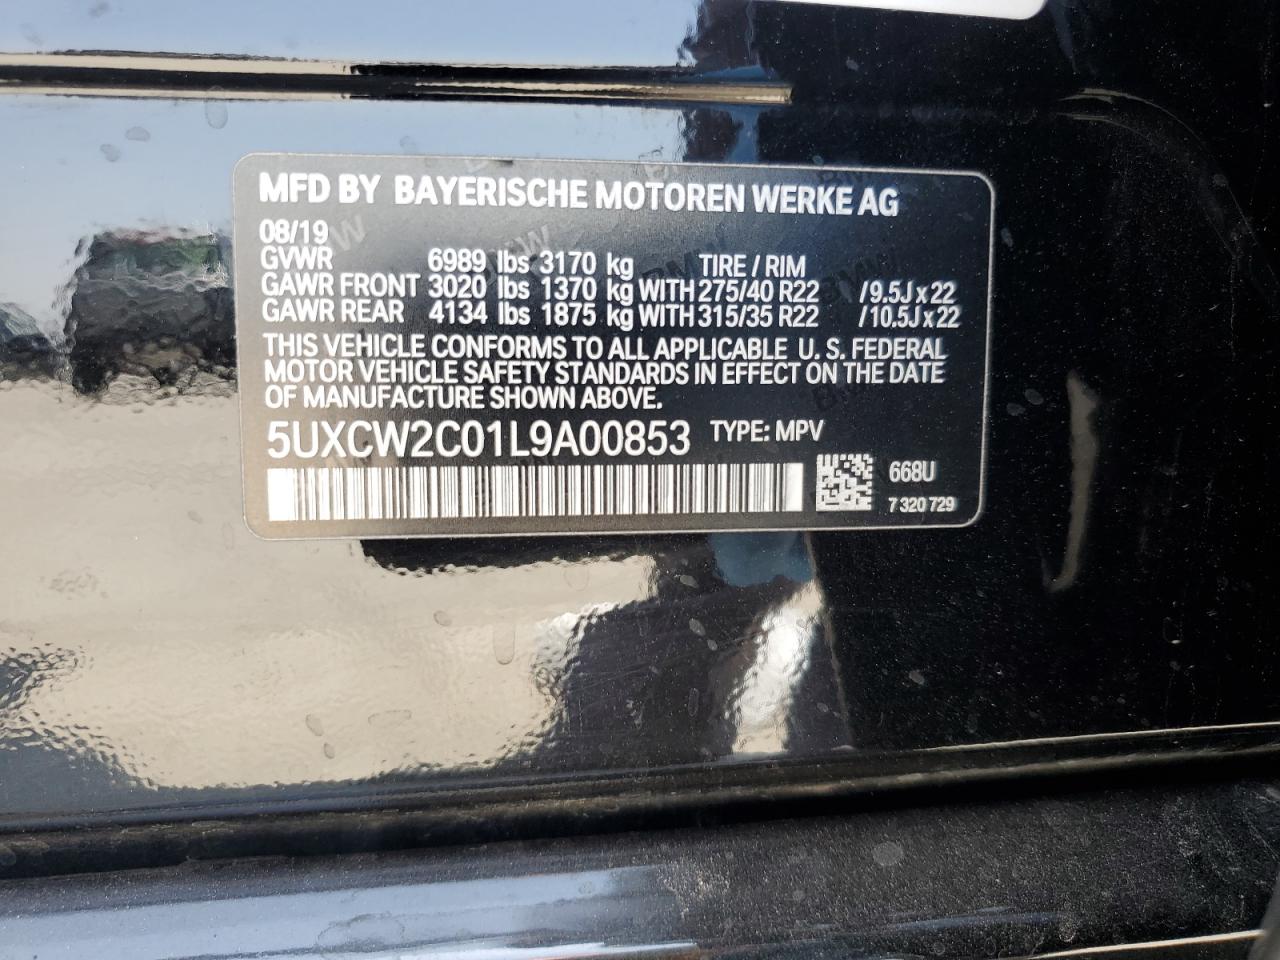 MFD BY BAYERISCHE MOTOREN WERKE AG
08/19
GVWR 6989 lbs 3170 kg TIRE / RIM
GAWR FRONT 3020 lbs 1370 kg WITH 275/40 R22 /9.5J x 22
GAWR REAR 4134 lbs 1875 kg WITH 315/35 R22 /10.5J x 22
THIS VEHICLE CONFORMS TO ALL APPLICABLE U. S. FEDERAL
MOTOR VEHICLE SAFETY STANDARDS IN EFFECT ON THE DATE
OF MANUFACTURE SHOWN ABOVE.
5UXCW2C01L9A00853 TYPE: MPV
668U
7 320 729